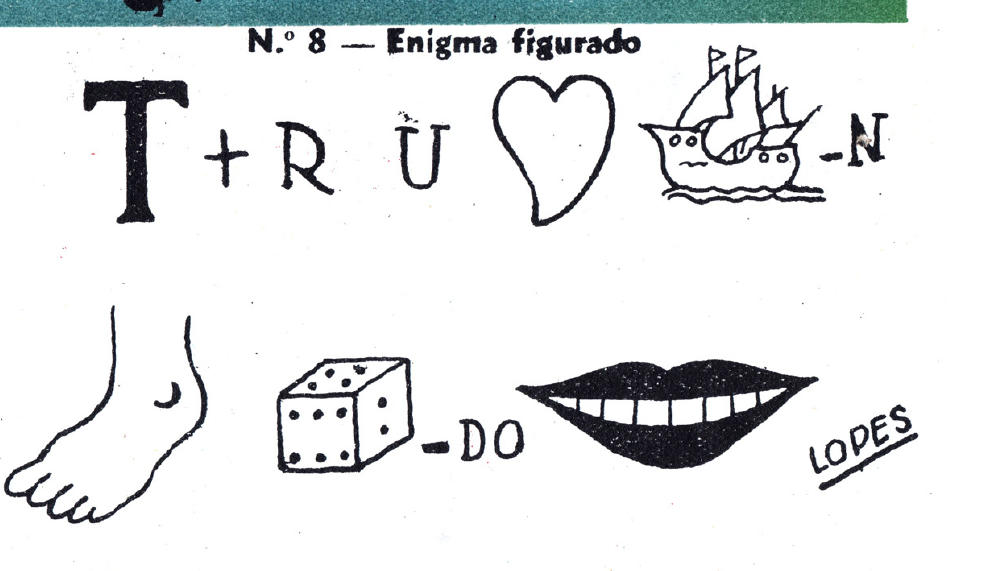 N.º 8 — Enigma figurado
T + R U - N
- DO
LOPES